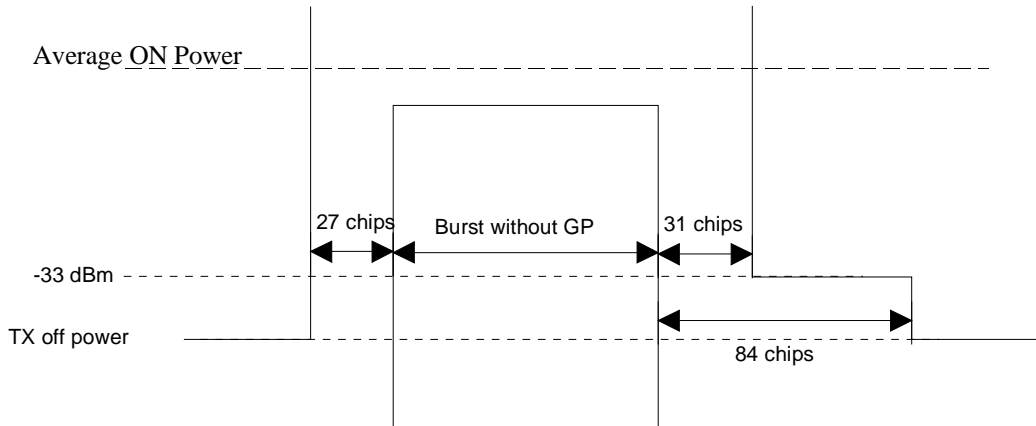 Average ON Power
27 chips
Burst without GP
31 chips
-33 dBm
TX off power
84 chips